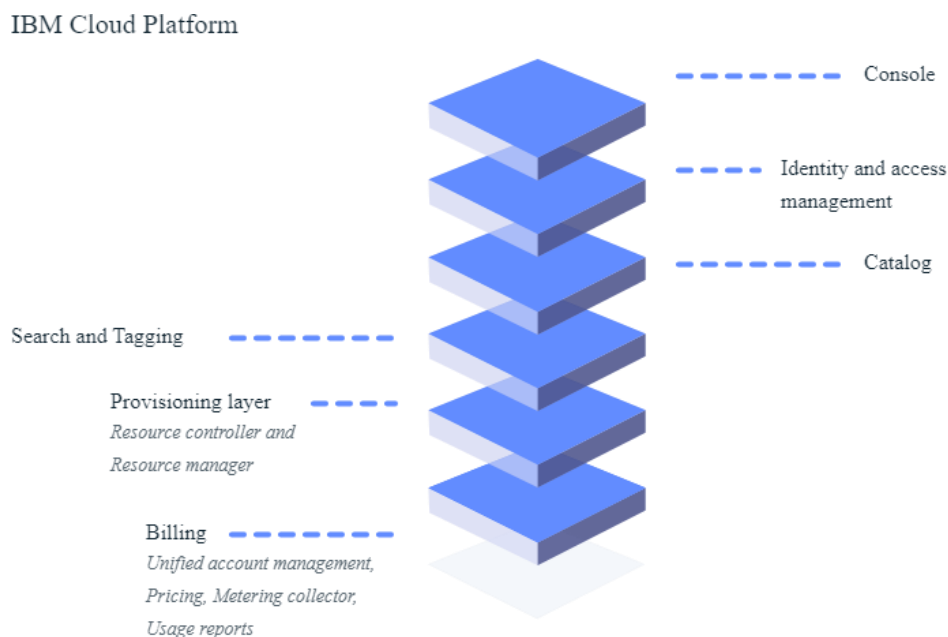 IBM Cloud Platform
Console
Identity and access
management
Catalog
Search and Tagging
Provisioning layer
Resource controller and
Resource manager
Billing
Unified account management,
Pricing, Metering collector,
Usage reports